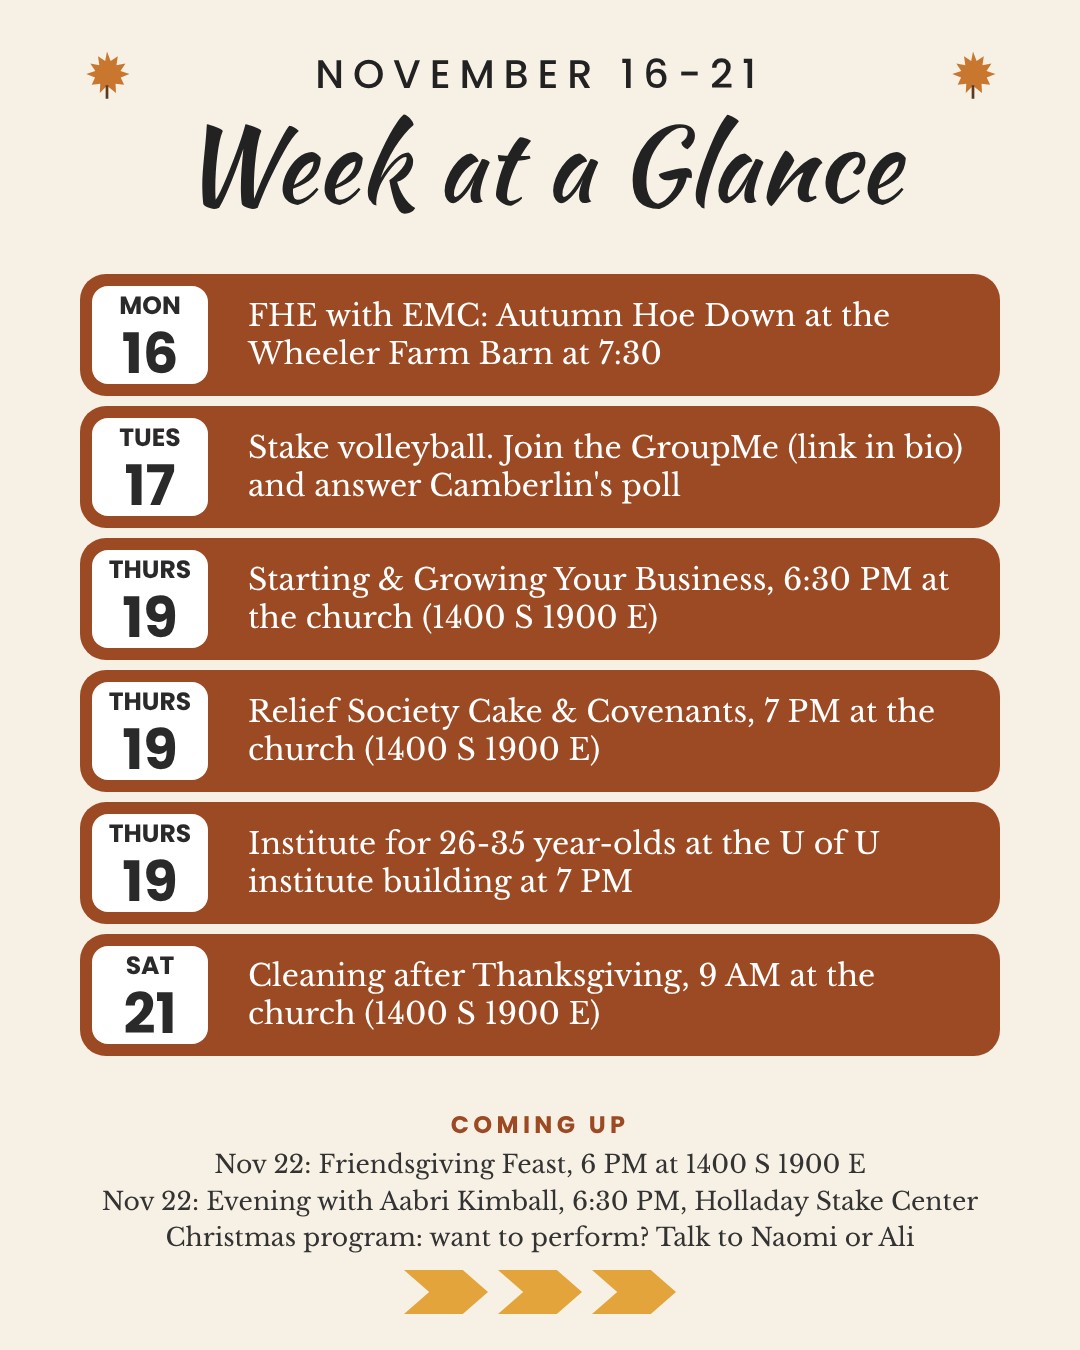 NOVEMBER 16-21
Week at a Glance
MON
16
FHE with EMC: Autumn Hoe Down at the
Wheeler Farm Barn at 7:30
TUES
17
Stake volleyball. Join the GroupMe (link in bio)
and answer Camberlin's poll
THURS
19
Starting & Growing Your Business, 6:30 PM at
the church (1400 S 1900 E)
THURS
19
Relief Society Cake & Covenants, 7 PM at the
church (1400 S 1900 E)
THURS
19
Institute for 26-35 year-olds at the U of U
institute building at 7 PM
SAT
21
Cleaning after Thanksgiving, 9 AM at the
church (1400 S 1900 E)
COMING UP
Nov 22: Friendsgiving Feast, 6 PM at 1400 S 1900 E
Nov 22: Evening with Aabri Kimball, 6:30 PM, Holladay Stake Center
Christmas program: want to perform? Talk to Naomi or Ali